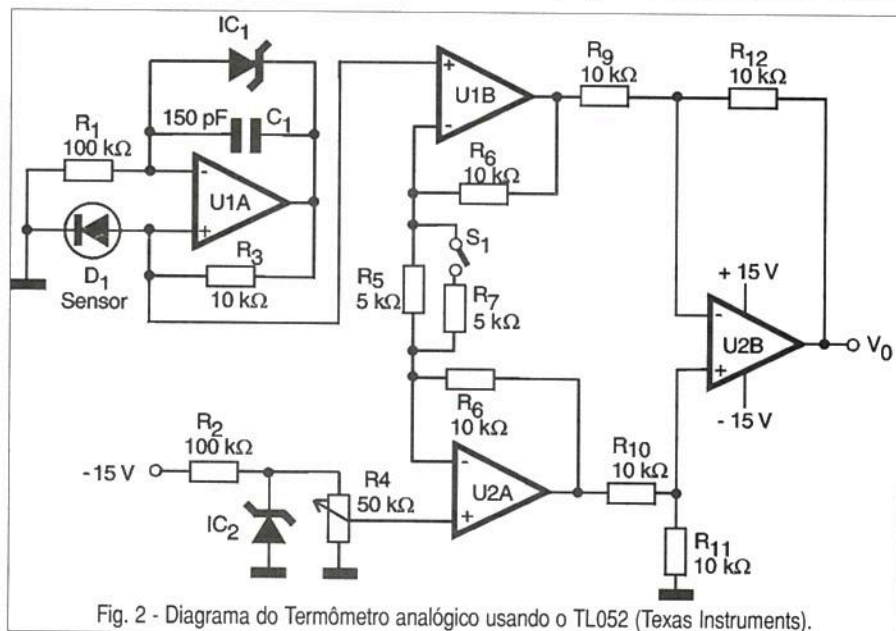 IC1
150 pF
C1
R1
100 kΩ
-
U1A
+
D1
Sensor
R3
10 kΩ
+
U1B
-
R6
10 kΩ
S1
R5
5 kΩ
R7
5 kΩ
R6
10 kΩ
R9
10 kΩ
R12
10 kΩ
+ 15 V
-
U2B
+
- 15 V
V0
R2
100 kΩ
-15 V
IC2
R4
50 kΩ
-
U2A
+
R10
10 kΩ
R11
10 kΩ
Fig. 2 - Diagrama do Termômetro analógico usando o TL052 (Texas Instruments).